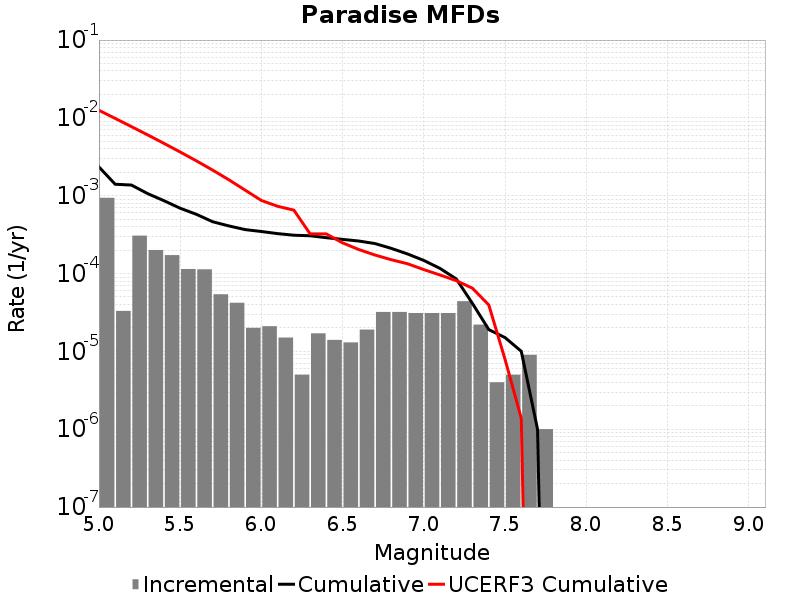 Paradise MFDs
10-1
10-2
10-3
10-4
10-5
10-6
10-7
Rate (1/yr)
5.0 5.5 6.0 6.5 7.0 7.5 8.0 8.5 9.0
Magnitude
Incremental Cumulative UCERF3 Cumulative